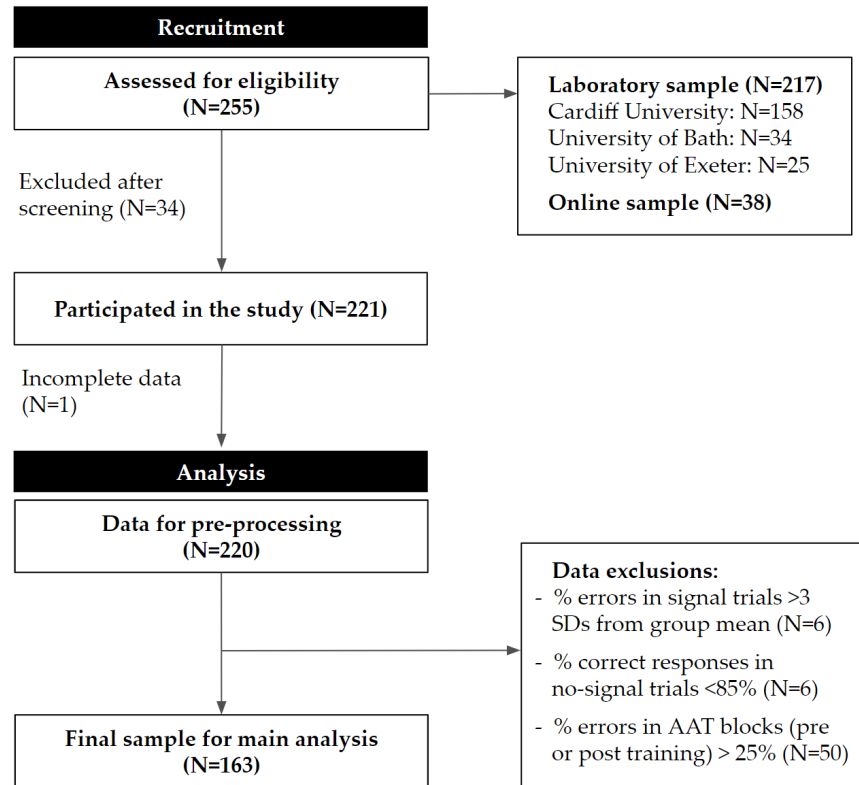 Recruitment
Assessed for eligibility
(N=255)
Laboratory sample (N=217)
Cardiff University: N=158
University of Bath: N=34
University of Exeter: N=25
Online sample (N=38)
Excluded after
screening (N=34)
Participated in the study (N=221)
Incomplete data
(N=1)
Analysis
Data for pre-processing
(N=220)
Data exclusions:
- % errors in signal trials >3
SDs from group mean (N=6)
- % correct responses in
no-signal trials <85% (N=6)
- % errors in AAT blocks (pre
or post training) > 25% (N=50)
Final sample for main analysis
(N=163)